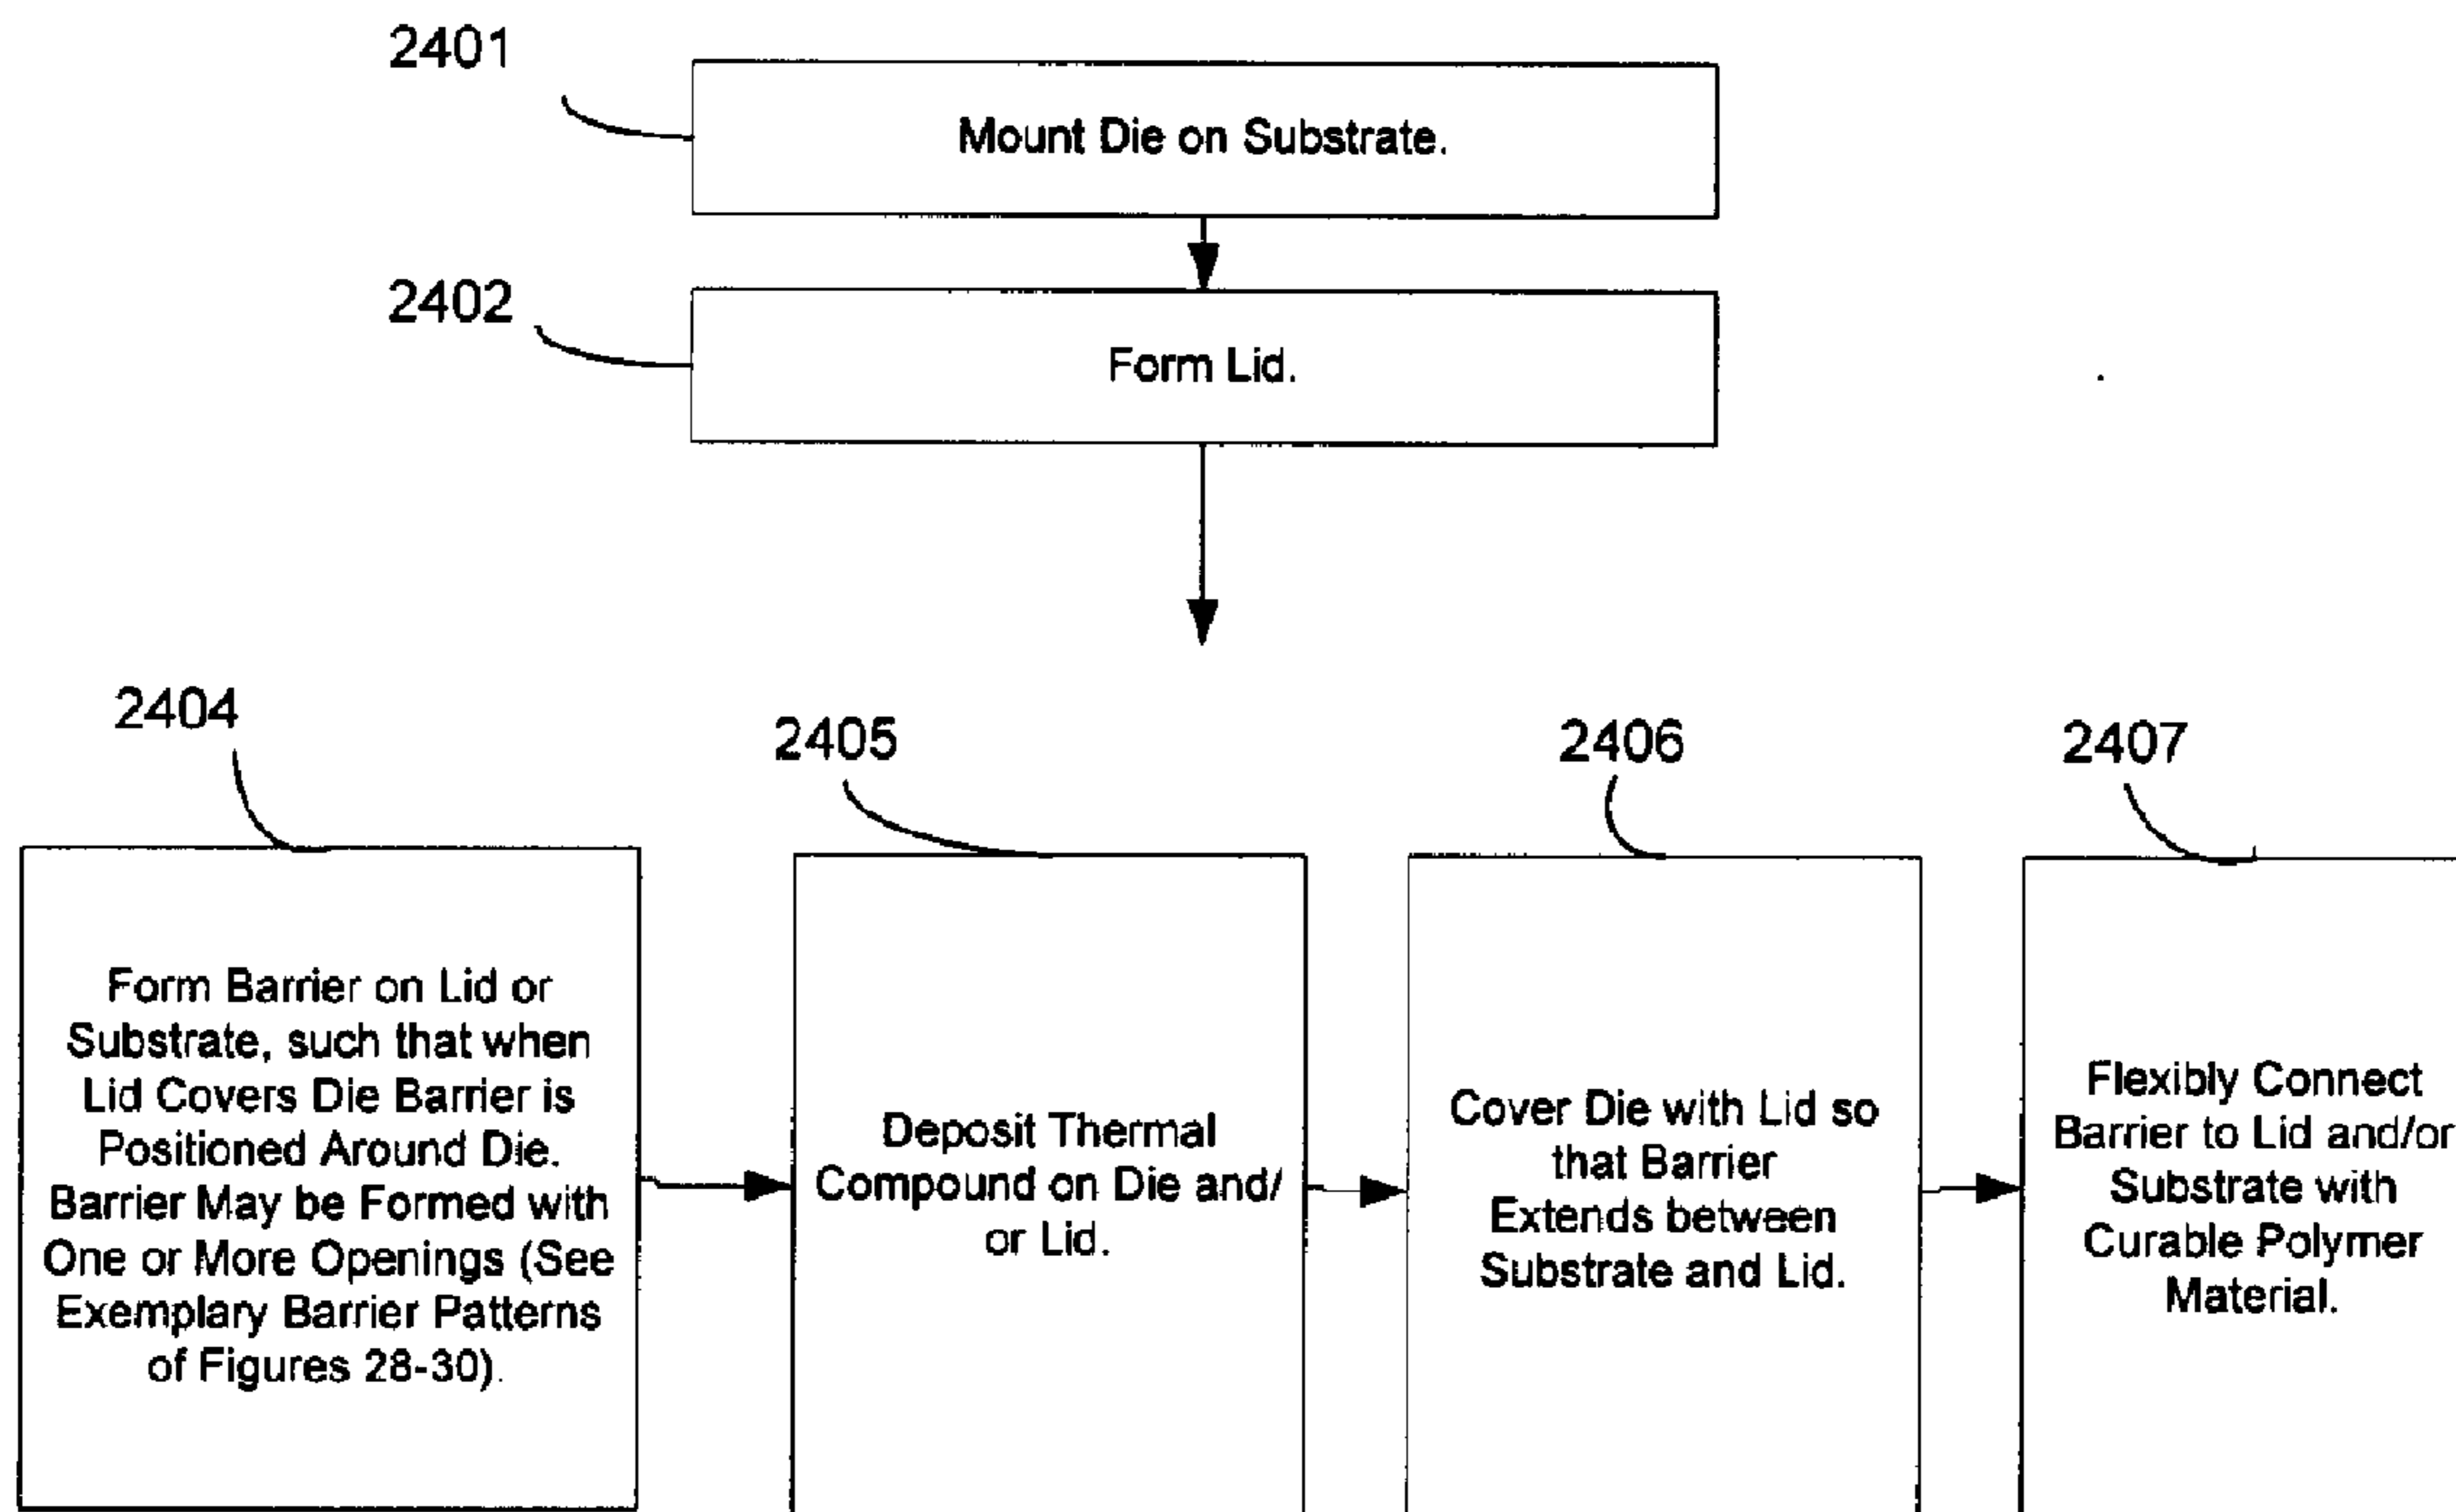 2401
Mount Die on Substrate.
2402
Form Lid.
2404
Form Barrier on Lid or
Substrate, such that when
Lid Covers Die Barrier is
Positioned Around Die.
Barrier May be Formed with
One or More Openings (See
Exemplary Barrier Patterns
of Figures 28-30).
2405
Deposit Thermal
Compound on Die and/
or Lid.
2406
Cover Die with Lid so
that Barrier
Extends between
Substrate and Lid.
2407
Flexibly Connect
Barrier to Lid and/or
Substrate with
Curable Polymer
Material.